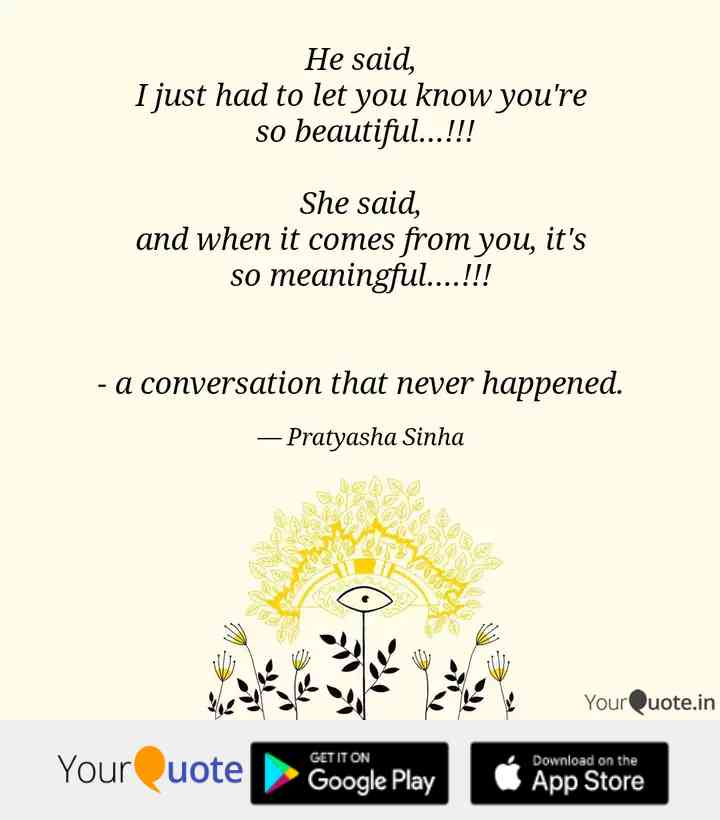 He said,
I just had to let you know you're
so beautiful...!!!
She said,
and when it comes from you, it's
so meaningful....!!!
- a conversation that never happened.
— Pratyasha Sinha
YourQuote.in
YourQuote
GET IT ON
Google Play
Download on the
App Store